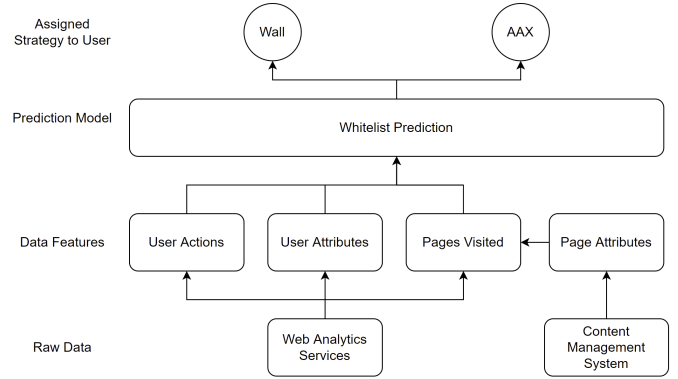 Assigned
Strategy to User
Wall
AAX
Prediction Model
Whitelist Prediction
Data Features
User Actions
User Attributes
Pages Visited
Page Attributes
Raw Data
Web Analytics
Services
Content
Management
System